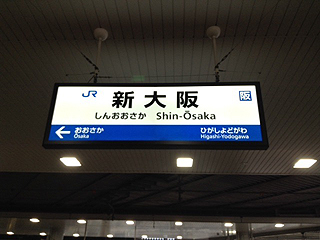 JR 阪
新大阪
しんおおさか Shin-Ōsaka
← おおさか ひがしよどがわ
Ōsaka Higashi-Yodogawa